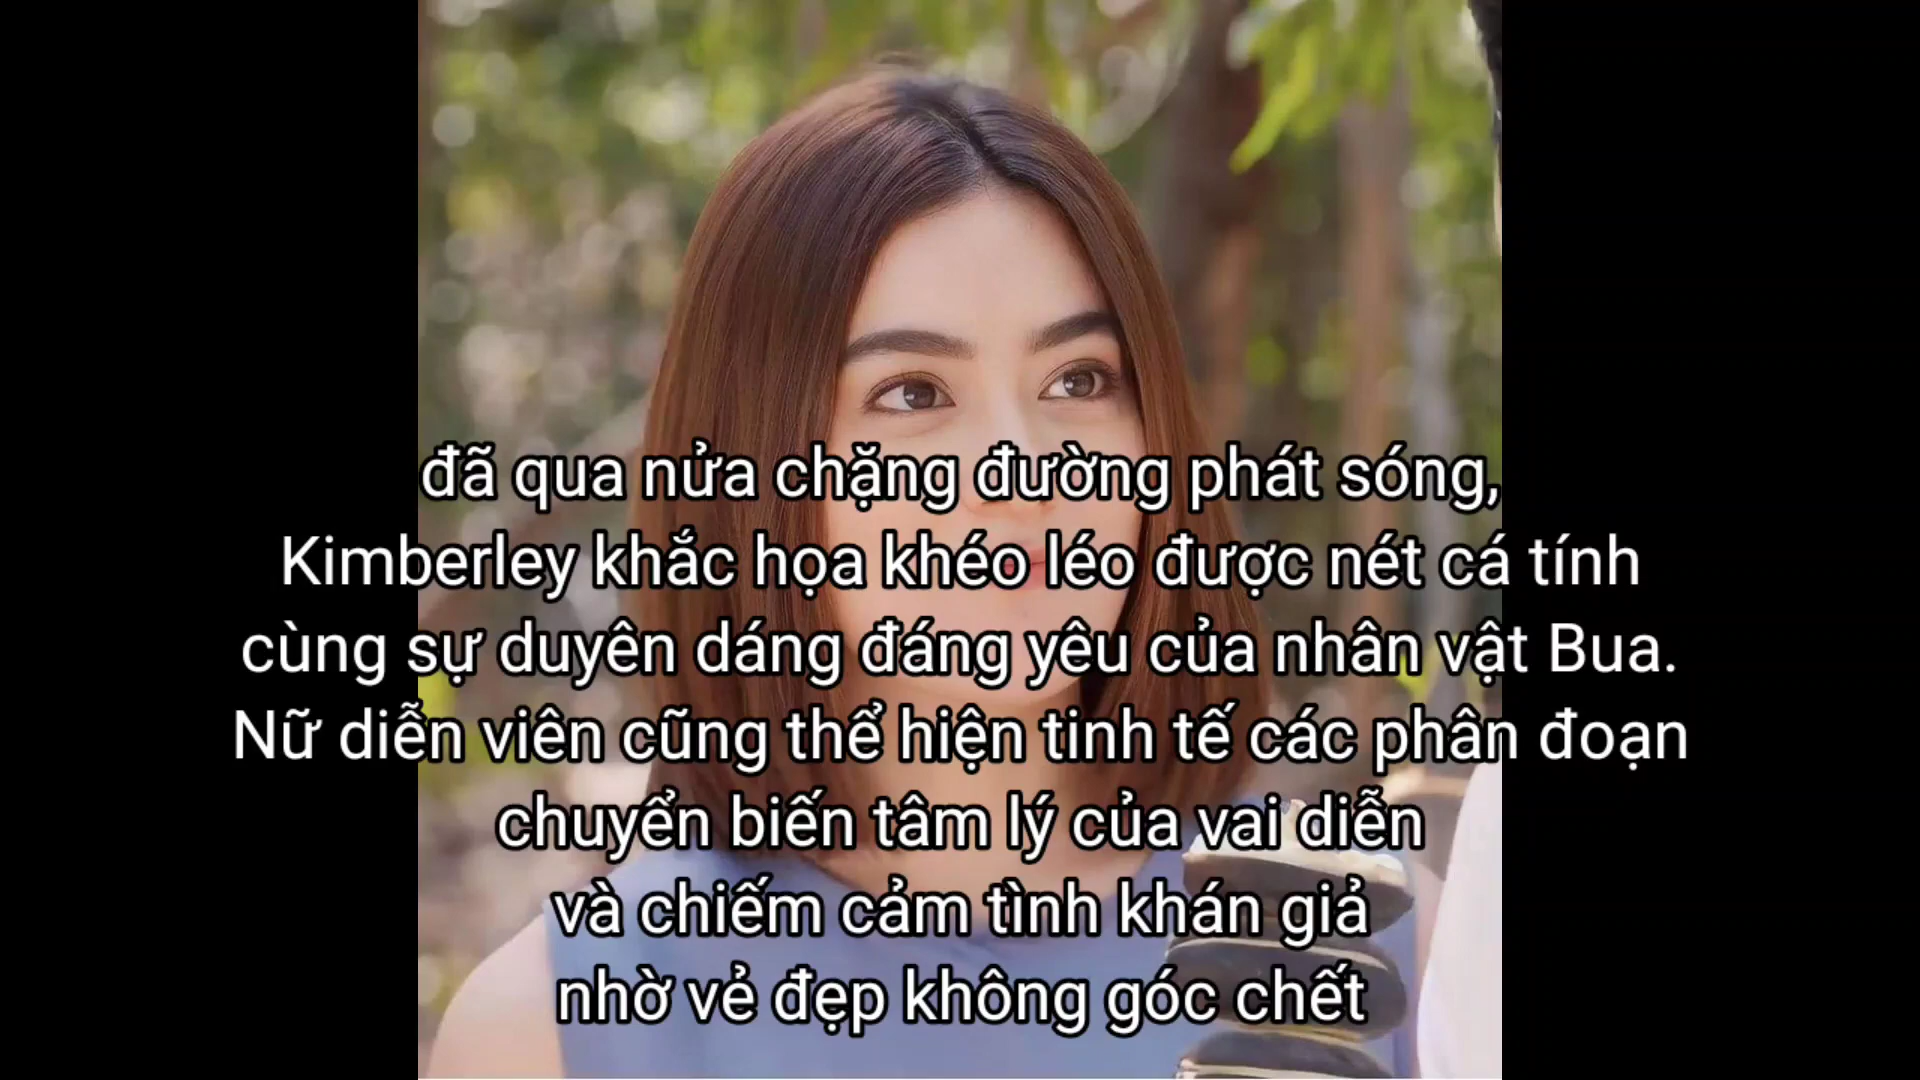 đã qua nửa chặng đường phát sóng,
Kimberley khắc họa khéo léo được nét cá tính
cùng sự duyên dáng đáng yêu của nhân vật Bua.
Nữ diễn viên cũng thể hiện tinh tế các phân đoạn
chuyển biến tâm lý của vai diễn
và chiếm cảm tình khán giả
nhờ vẻ đẹp không góc chết